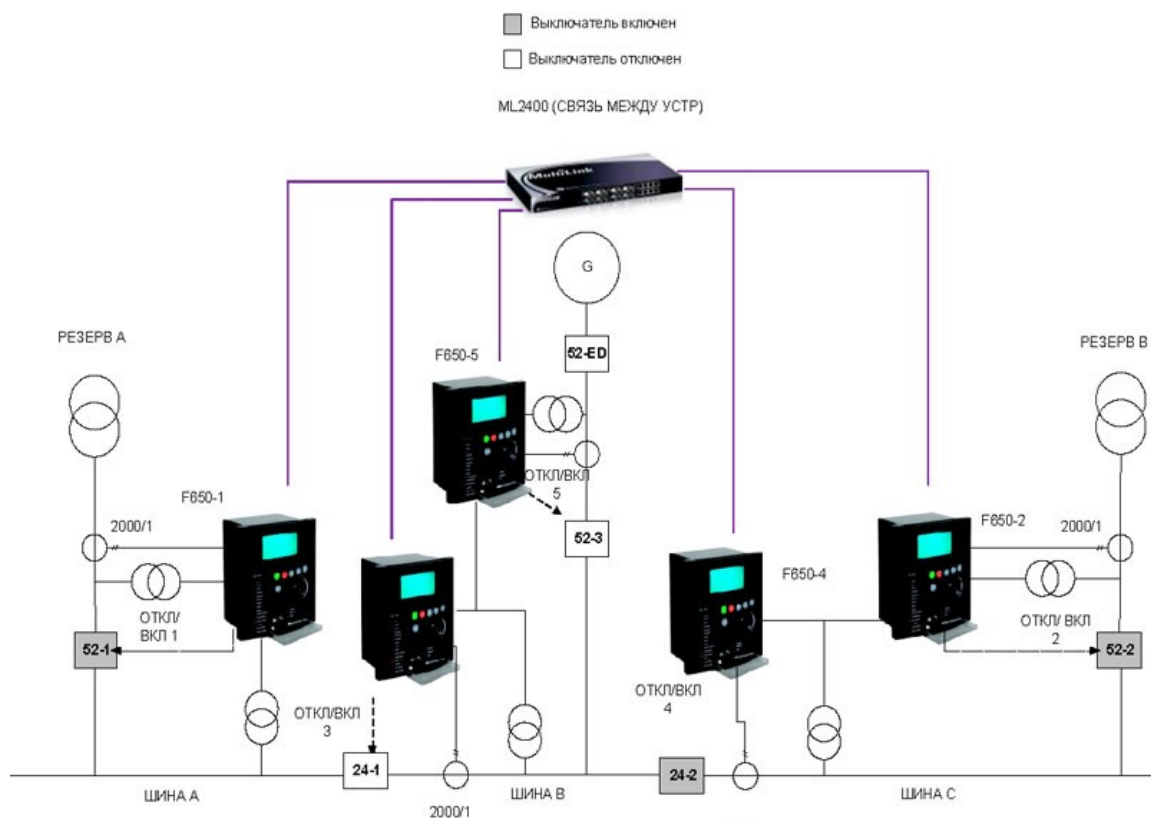 Выключатель включен
Выключатель отключен
ML2400 (СВЯЗЬ МЕЖДУ УСТР)
MultiLink
G
РЕЗЕРВ А
F650-5
52-ED
РЕЗЕРВ В
F650-1
ОТКЛ/ВКЛ
5
F650-2
2000/1
52-3
F650-4
2000/1
ОТКЛ/
ВКЛ 1
ОТКЛ/ ВКЛ
2
52-1
52-2
ОТКЛ/ВКЛ
3
ОТКЛ/ВКЛ
4
24-1
24-2
ШИНА А
2000/1
ШИНА В
ШИНА С